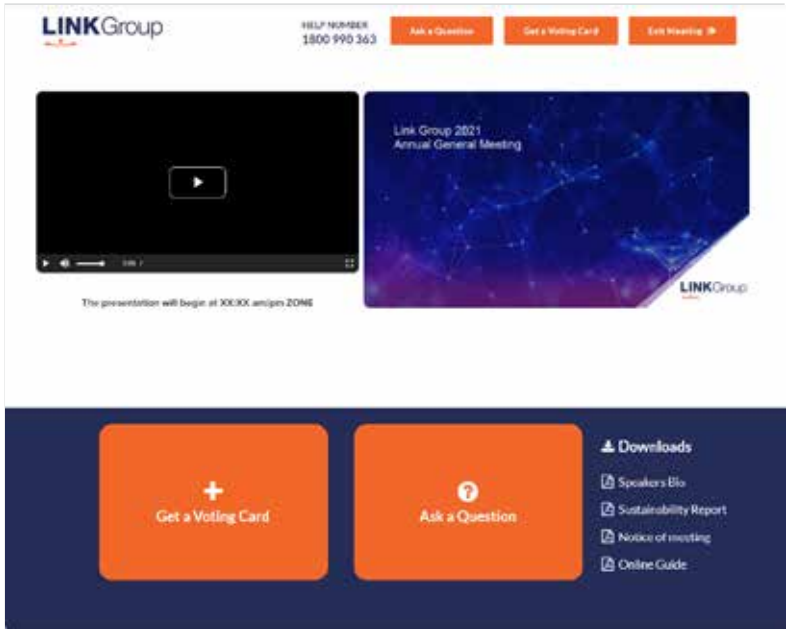 LINKGroup
HELP NUMBER
1800 990 363
Ask a Question
Get a Voting Card
Exit Meeting
Link Group 2021
Annual General Meeting
LINKGroup
0:00 /
The presentation will begin at XX:XX am/pm ZONE
Get a Voting Card
Ask a Question
Downloads
Speakers Bio
Sustainability Report
Notice of meeting
Online Guide